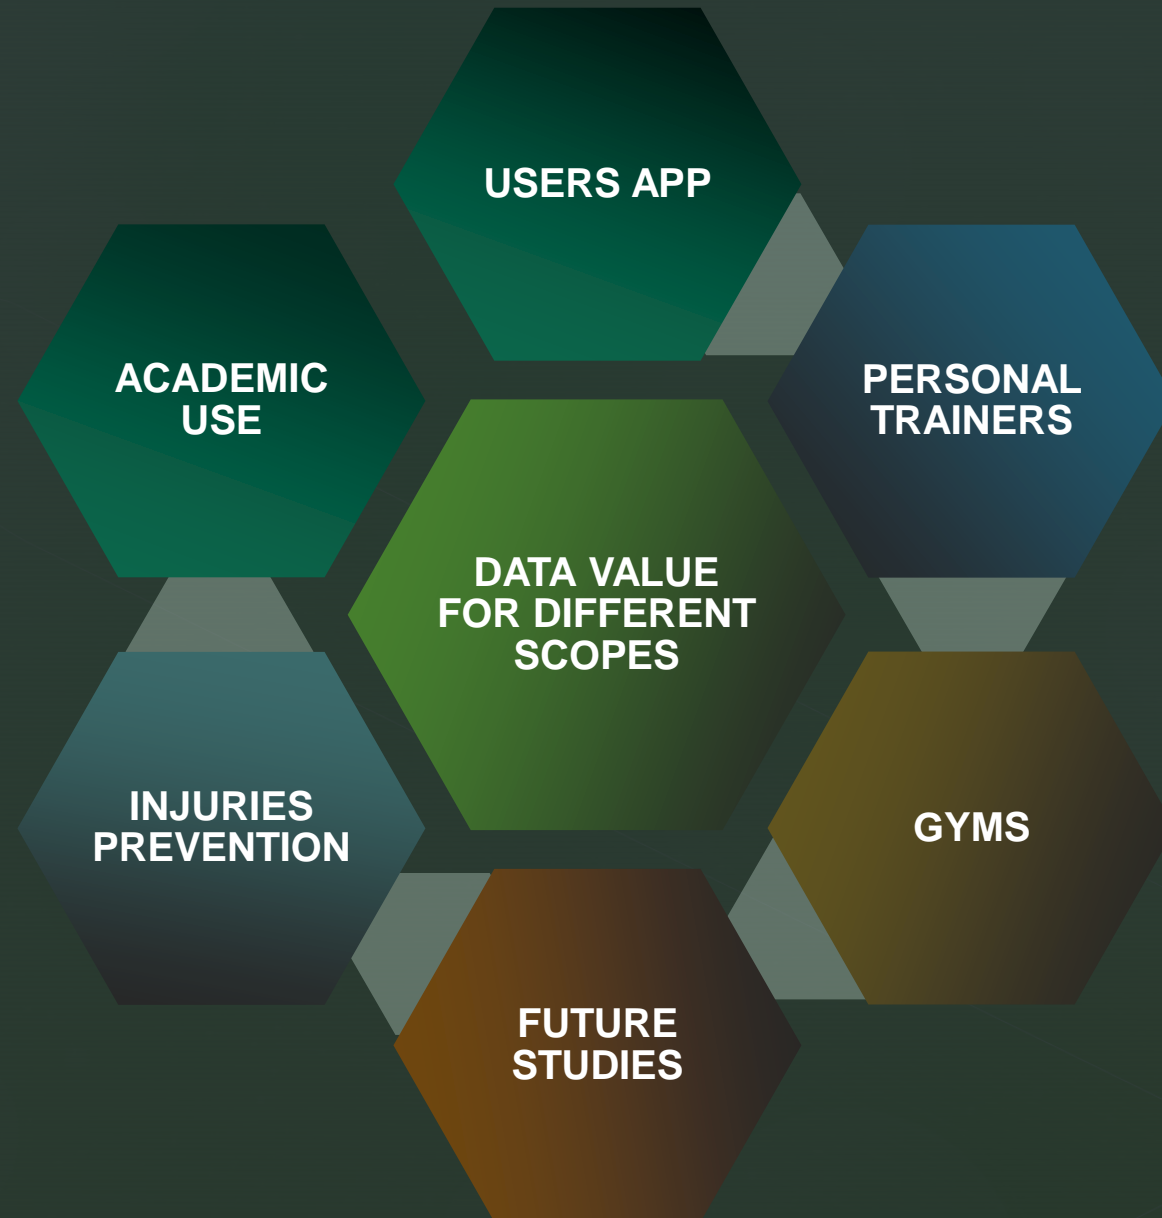 USERS APP
ACADEMIC
USE
PERSONAL
TRAINERS
DATA VALUE
FOR DIFFERENT
SCOPES
INJURIES
PREVENTION
GYMS
FUTURE
STUDIES